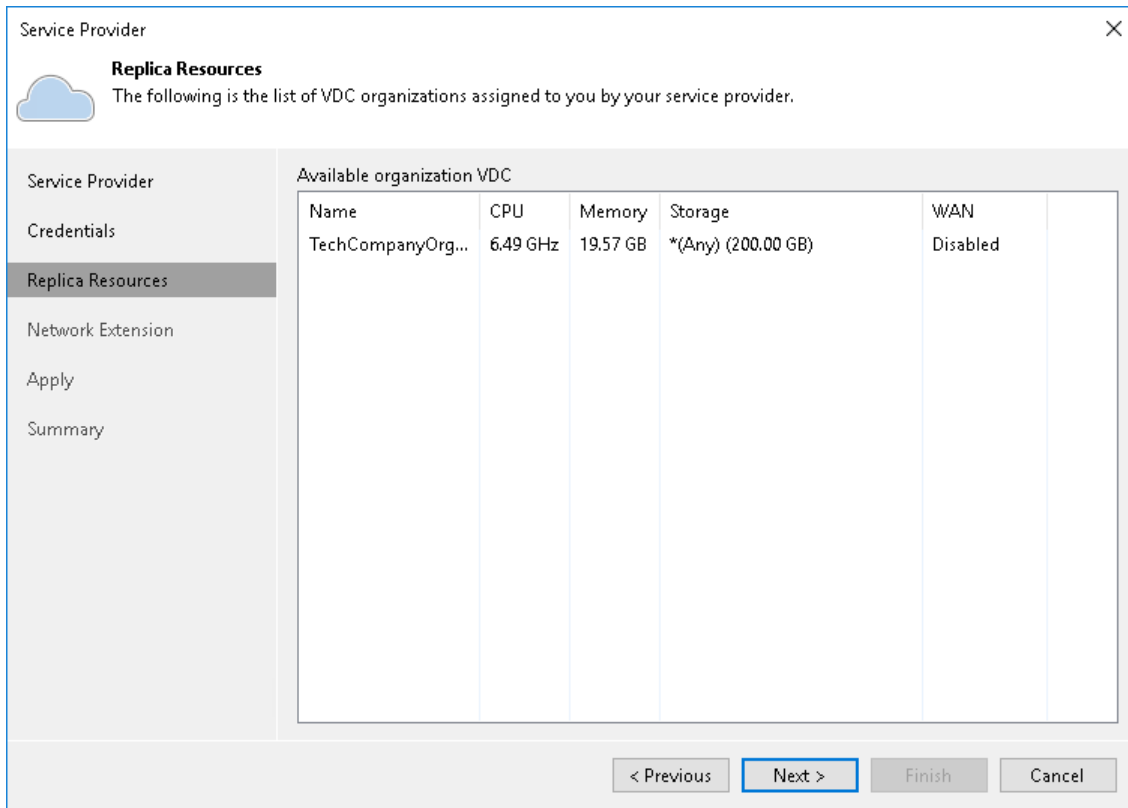 Service Provider
Replica Resources
The following is the list of VDC organizations assigned to you by your service provider.
Service Provider
Credentials
Replica Resources
Network Extension
Apply
Summary
Available organization VDC
Name CPU Memory Storage WAN
TechCompanyOrg... 6.49 GHz 19.57 GB *(Any) (200.00 GB) Disabled
< Previous Next > Finish Cancel